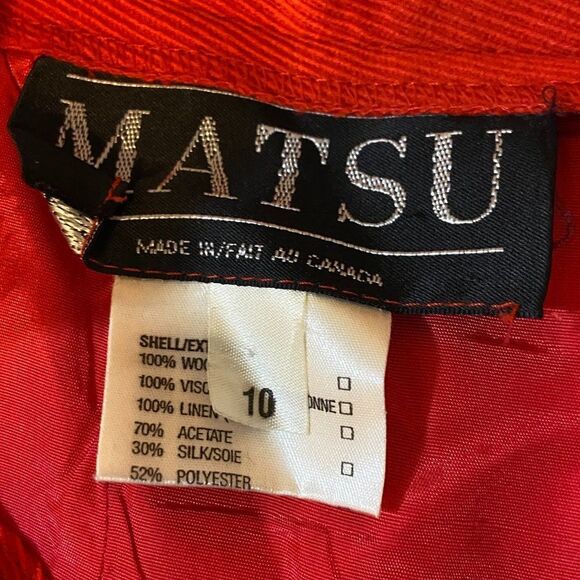 MATSU
MADE IN/FAIT AU CANADA
SHELL/EXT
100% WOO
100% VISC
100% LINEN ONNE
70% ACETATE
30% SILK/SOIE
52% POLYESTER
10